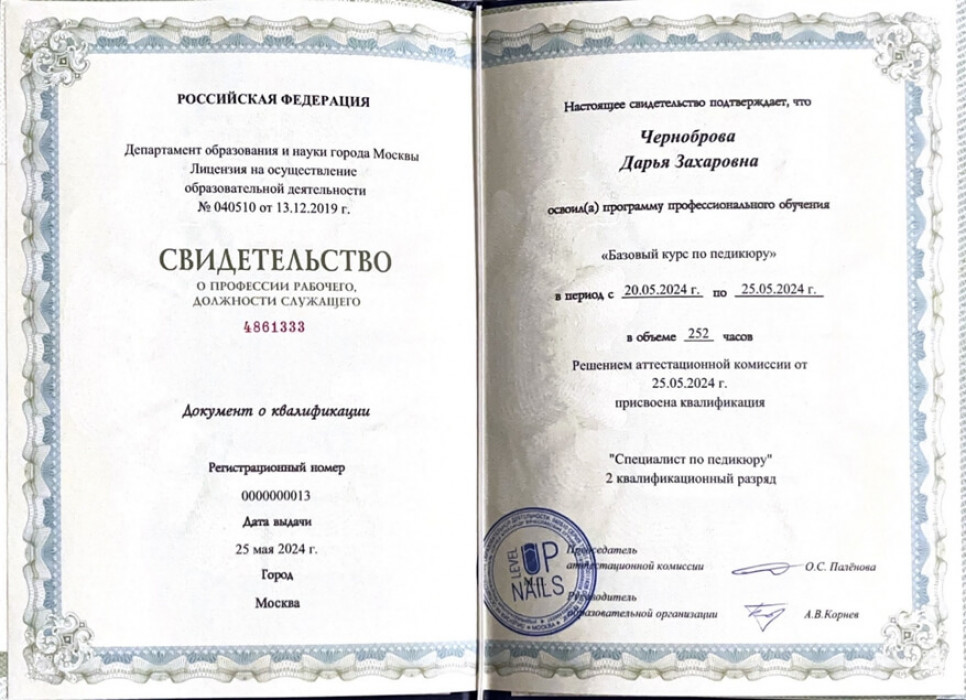 РОССИЙСКАЯ ФЕДЕРАЦИЯ
Департамент образования и науки города Москвы
Лицензия на осуществление
образовательной деятельности
№ 040510 от 13.12.2019 г.
СВИДЕТЕЛЬСТВО
О ПРОФЕССИИ РАБОЧЕГО,
ДОЛЖНОСТИ СЛУЖАЩЕГО
4861333
Документ о квалификации
Регистрационный номер
0000000013
Дата выдачи
25 мая 2024 г.
Город
Москва
Настоящее свидетельство подтверждает, что
Черноброва
Дарья Захаровна
освоил(а) программу профессионального обучения
«Базовый курс по педикюру»
в период с 20.05.2024 г. по 25.05.2024 г.
в объеме 252 часов
Решением аттестационной комиссии от
25.05.2024 г.
присвоена квалификация
"Специалист по педикюру"
2 квалификационный разряд
Председатель
аттестационной комиссии О.С. Палёнова
Руководитель
образовательной организации А.В.Корнев
LEVEL UP
NAILS
МОСКВА